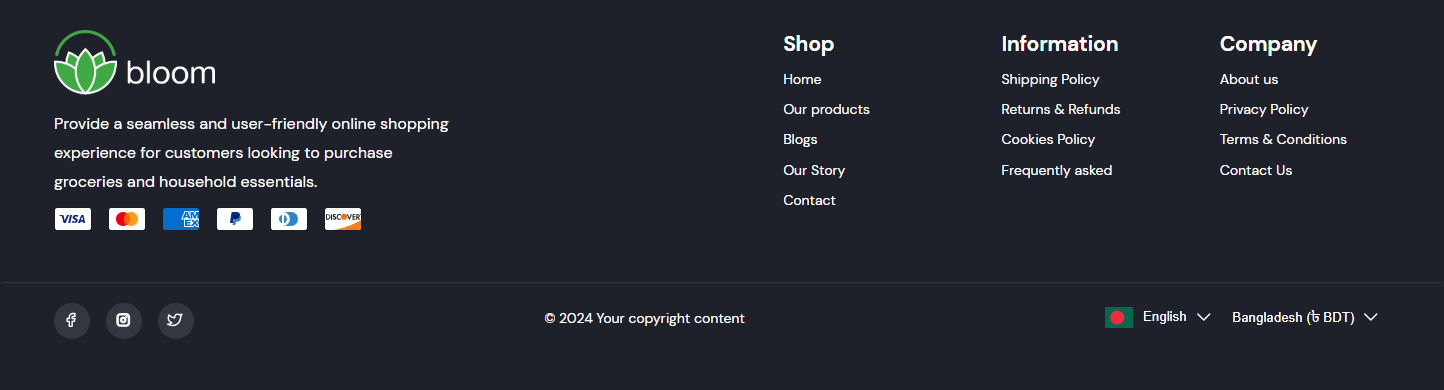 bloom
Provide a seamless and user-friendly online shopping
experience for customers looking to purchase
groceries and household essentials.
VISA
AM
EX
DISCOVER
Shop
Home
Our products
Blogs
Our Story
Contact
Information
Shipping Policy
Returns & Refunds
Cookies Policy
Frequently asked
Company
About us
Privacy Policy
Terms & Conditions
Contact Us
© 2024 Your copyright content
English
Bangladesh (৳ BDT)